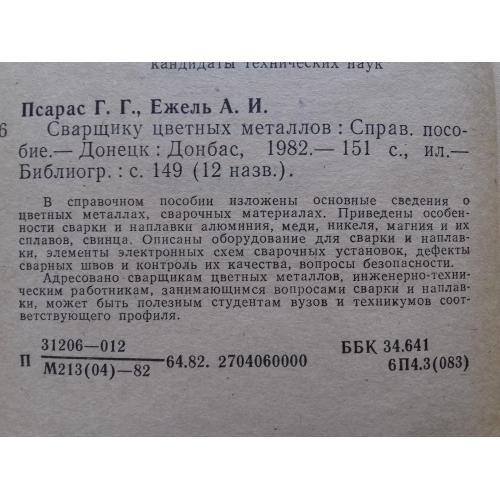 кандидаты технических наук
Псарас Г. Г., Ежель А. И.
6 Сварщику цветных металлов : Справ. посо-
бие.— Донецк : Донбас, 1982.— 151 с., ил.—
Библиогр. : с. 149 (12 назв.).
В справочном пособии изложены основные сведения о
цветных металлах, сварочных материалах. Приведены особен-
ности сварки и наплавки алюминия, меди, никеля, магния и их
сплавов, свинца. Описаны оборудование для сварки и наплав-
ки, элементы электронных схем сварочных установок, дефекты
сварных швов и контроль их качества, вопросы безопасности.
Адресовано сварщикам цветных металлов, инженерно-техни-
ческим работникам, занимающимся вопросами сварки и наплав-
ки, может быть полезным студентам вузов и техникумов соот-
ветствующего профиля.
31206—012
П 64.82. 2704060000
М213(04)—82
ББК 34.641
6П4.3(083)